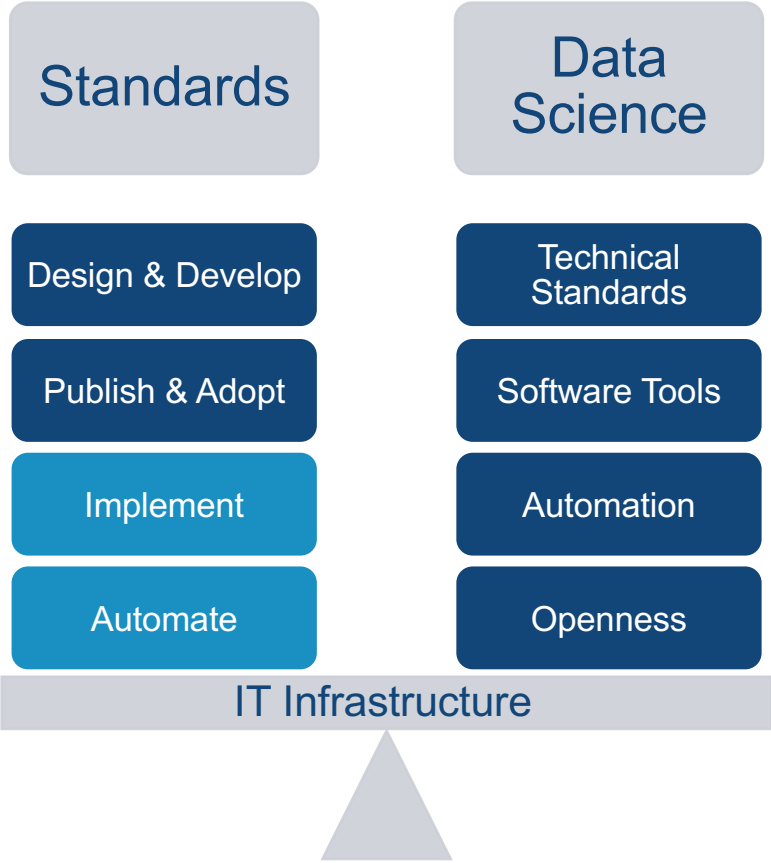 Standards
Data
Science
Design & Develop
Technical
Standards
Publish & Adopt
Software Tools
Implement
Automation
Automate
Openness
IT Infrastructure